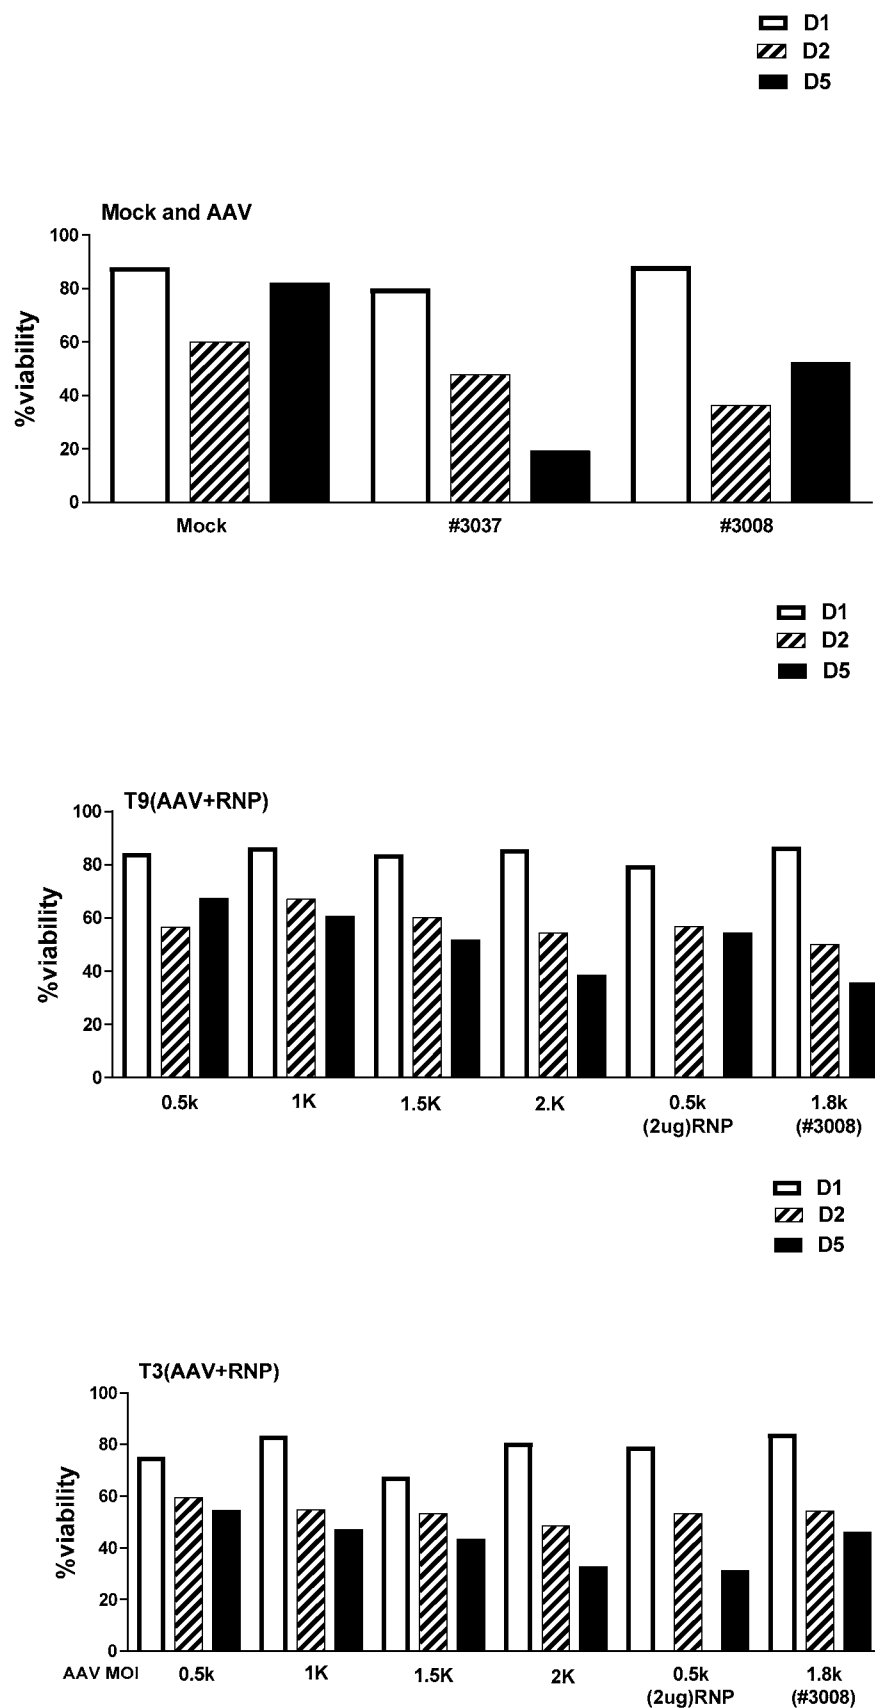 D1
D2
D5
Mock and AAV
%viability
100
80
60
40
20
0
Mock #3037 #3008
D1
D2
D5
T9(AAV+RNP)
%viability
100
80
60
40
20
0
0.5k 1K 1.5K 2.K 0.5k 1.8k
(2ug)RNP (#3008)
D1
D2
D5
T3(AAV+RNP)
%viability
100
80
60
40
20
0
AAV MOI 0.5k 1K 1.5K 2K 0.5k 1.8k
(2ug)RNP (#3008)